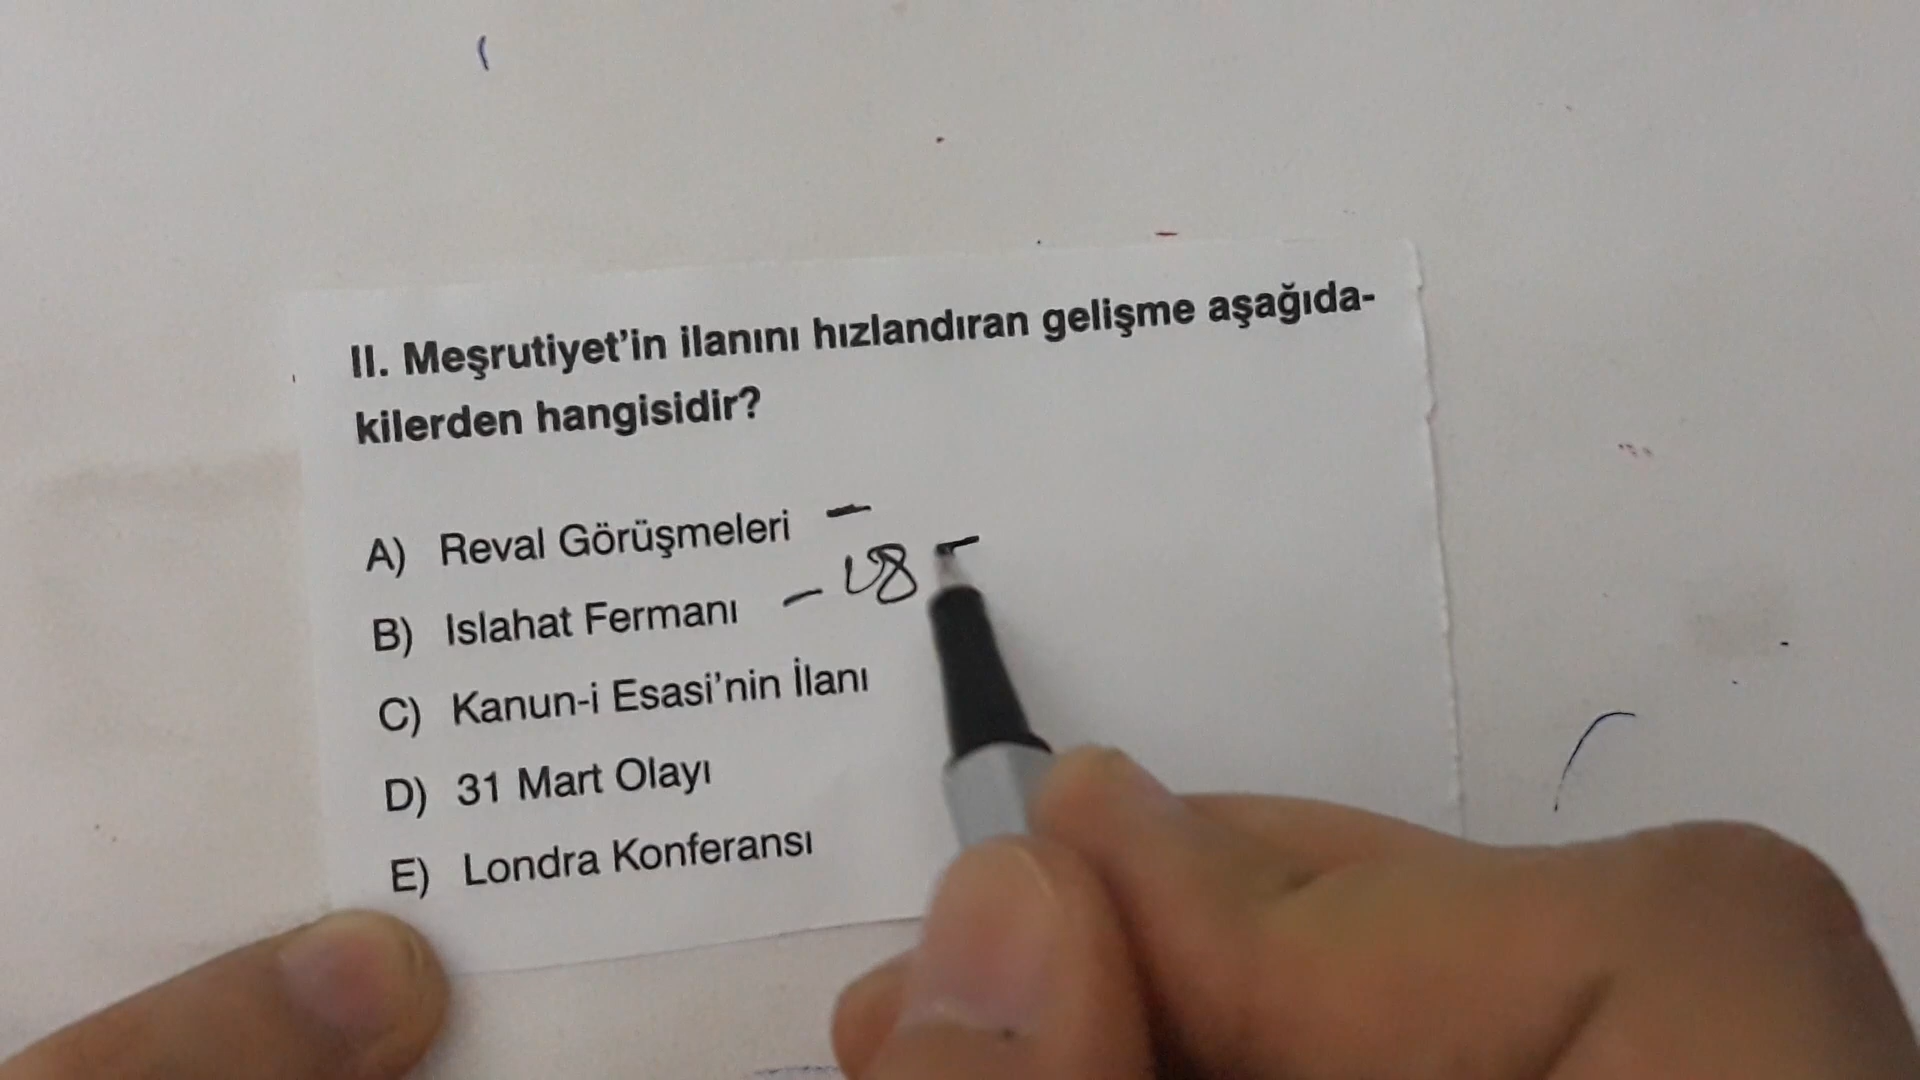 II. Meşrutiyet'in ilanını hızlandıran gelişme aşağıda-
kilerden hangisidir?
A) Reval Görüşmeleri –
B) Islahat Fermanı – 18
C) Kanun-i Esasi'nin İlanı
D) 31 Mart Olayı
E) Londra Konferansı